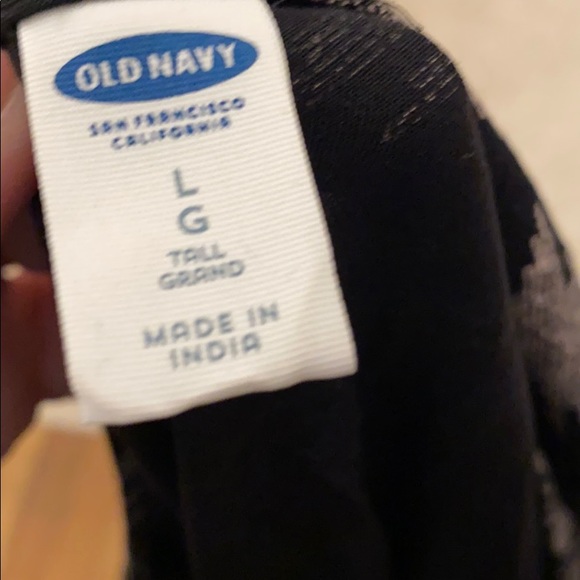 OLD NAVY
SAN FRANCISCO
CALIFORNIA
L
G
TALL
GRAND
MADE IN
INDIA